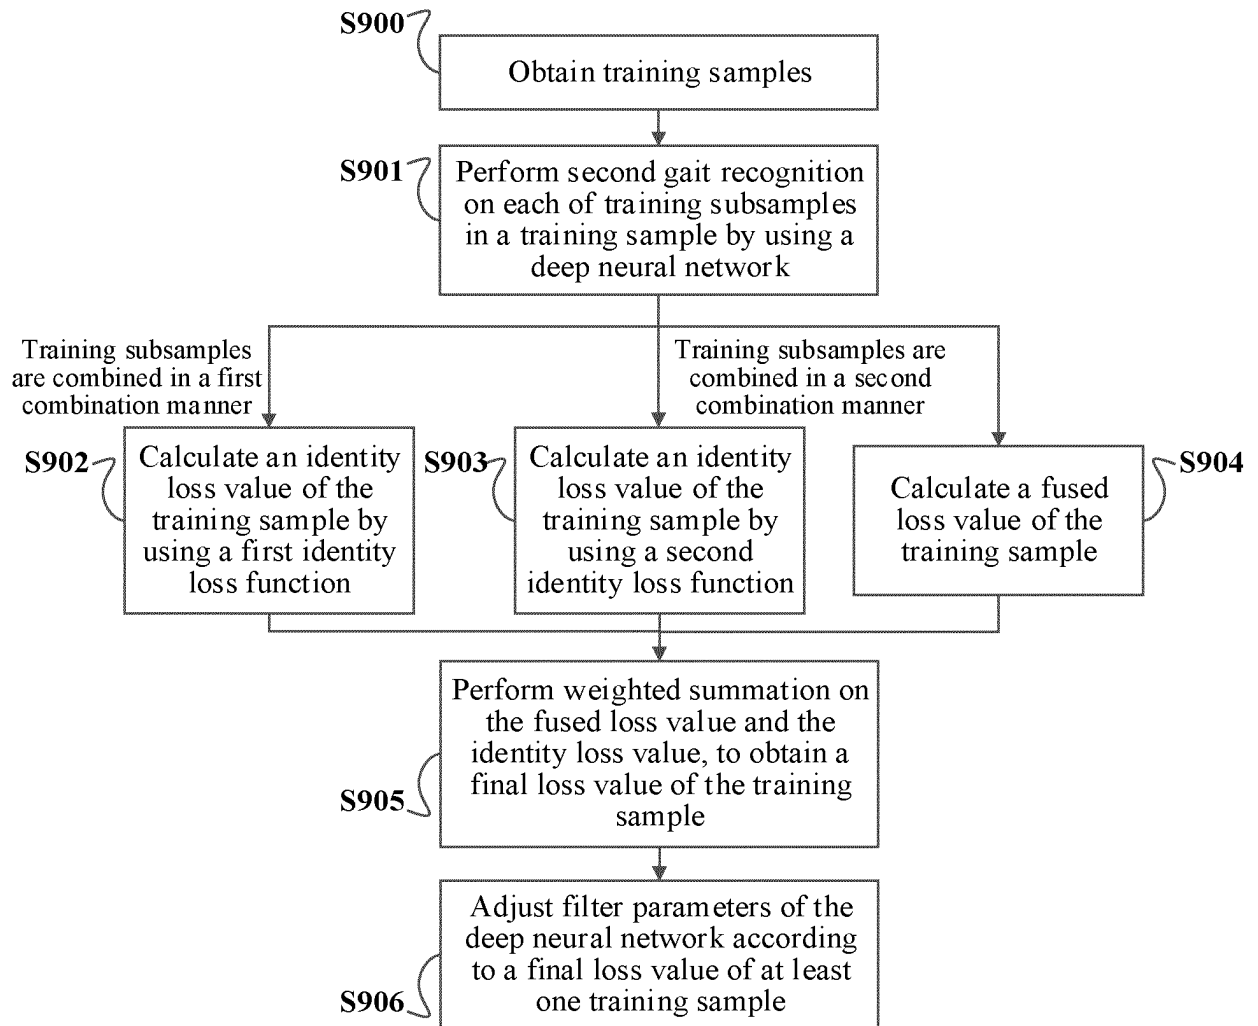 S900
Obtain training samples
S901
Perform second gait recognition
on each of training subsamples
in a training sample by using a
deep neural network
Training subsamples
are combined in a first
combination manner
Training subsamples are
combined in a second
combination manner
S902
Calculate an identity
loss value of the
training sample by
using a first identity
loss function
S903
Calculate an identity
loss value of the
training sample by
using a second
identity loss function
S904
Calculate a fused
loss value of the
training sample
S905
Perform weighted summation on
the fused loss value and the
identity loss value, to obtain a
final loss value of the training
sample
S906
Adjust filter parameters of the
deep neural network according
to a final loss value of at least
one training sample